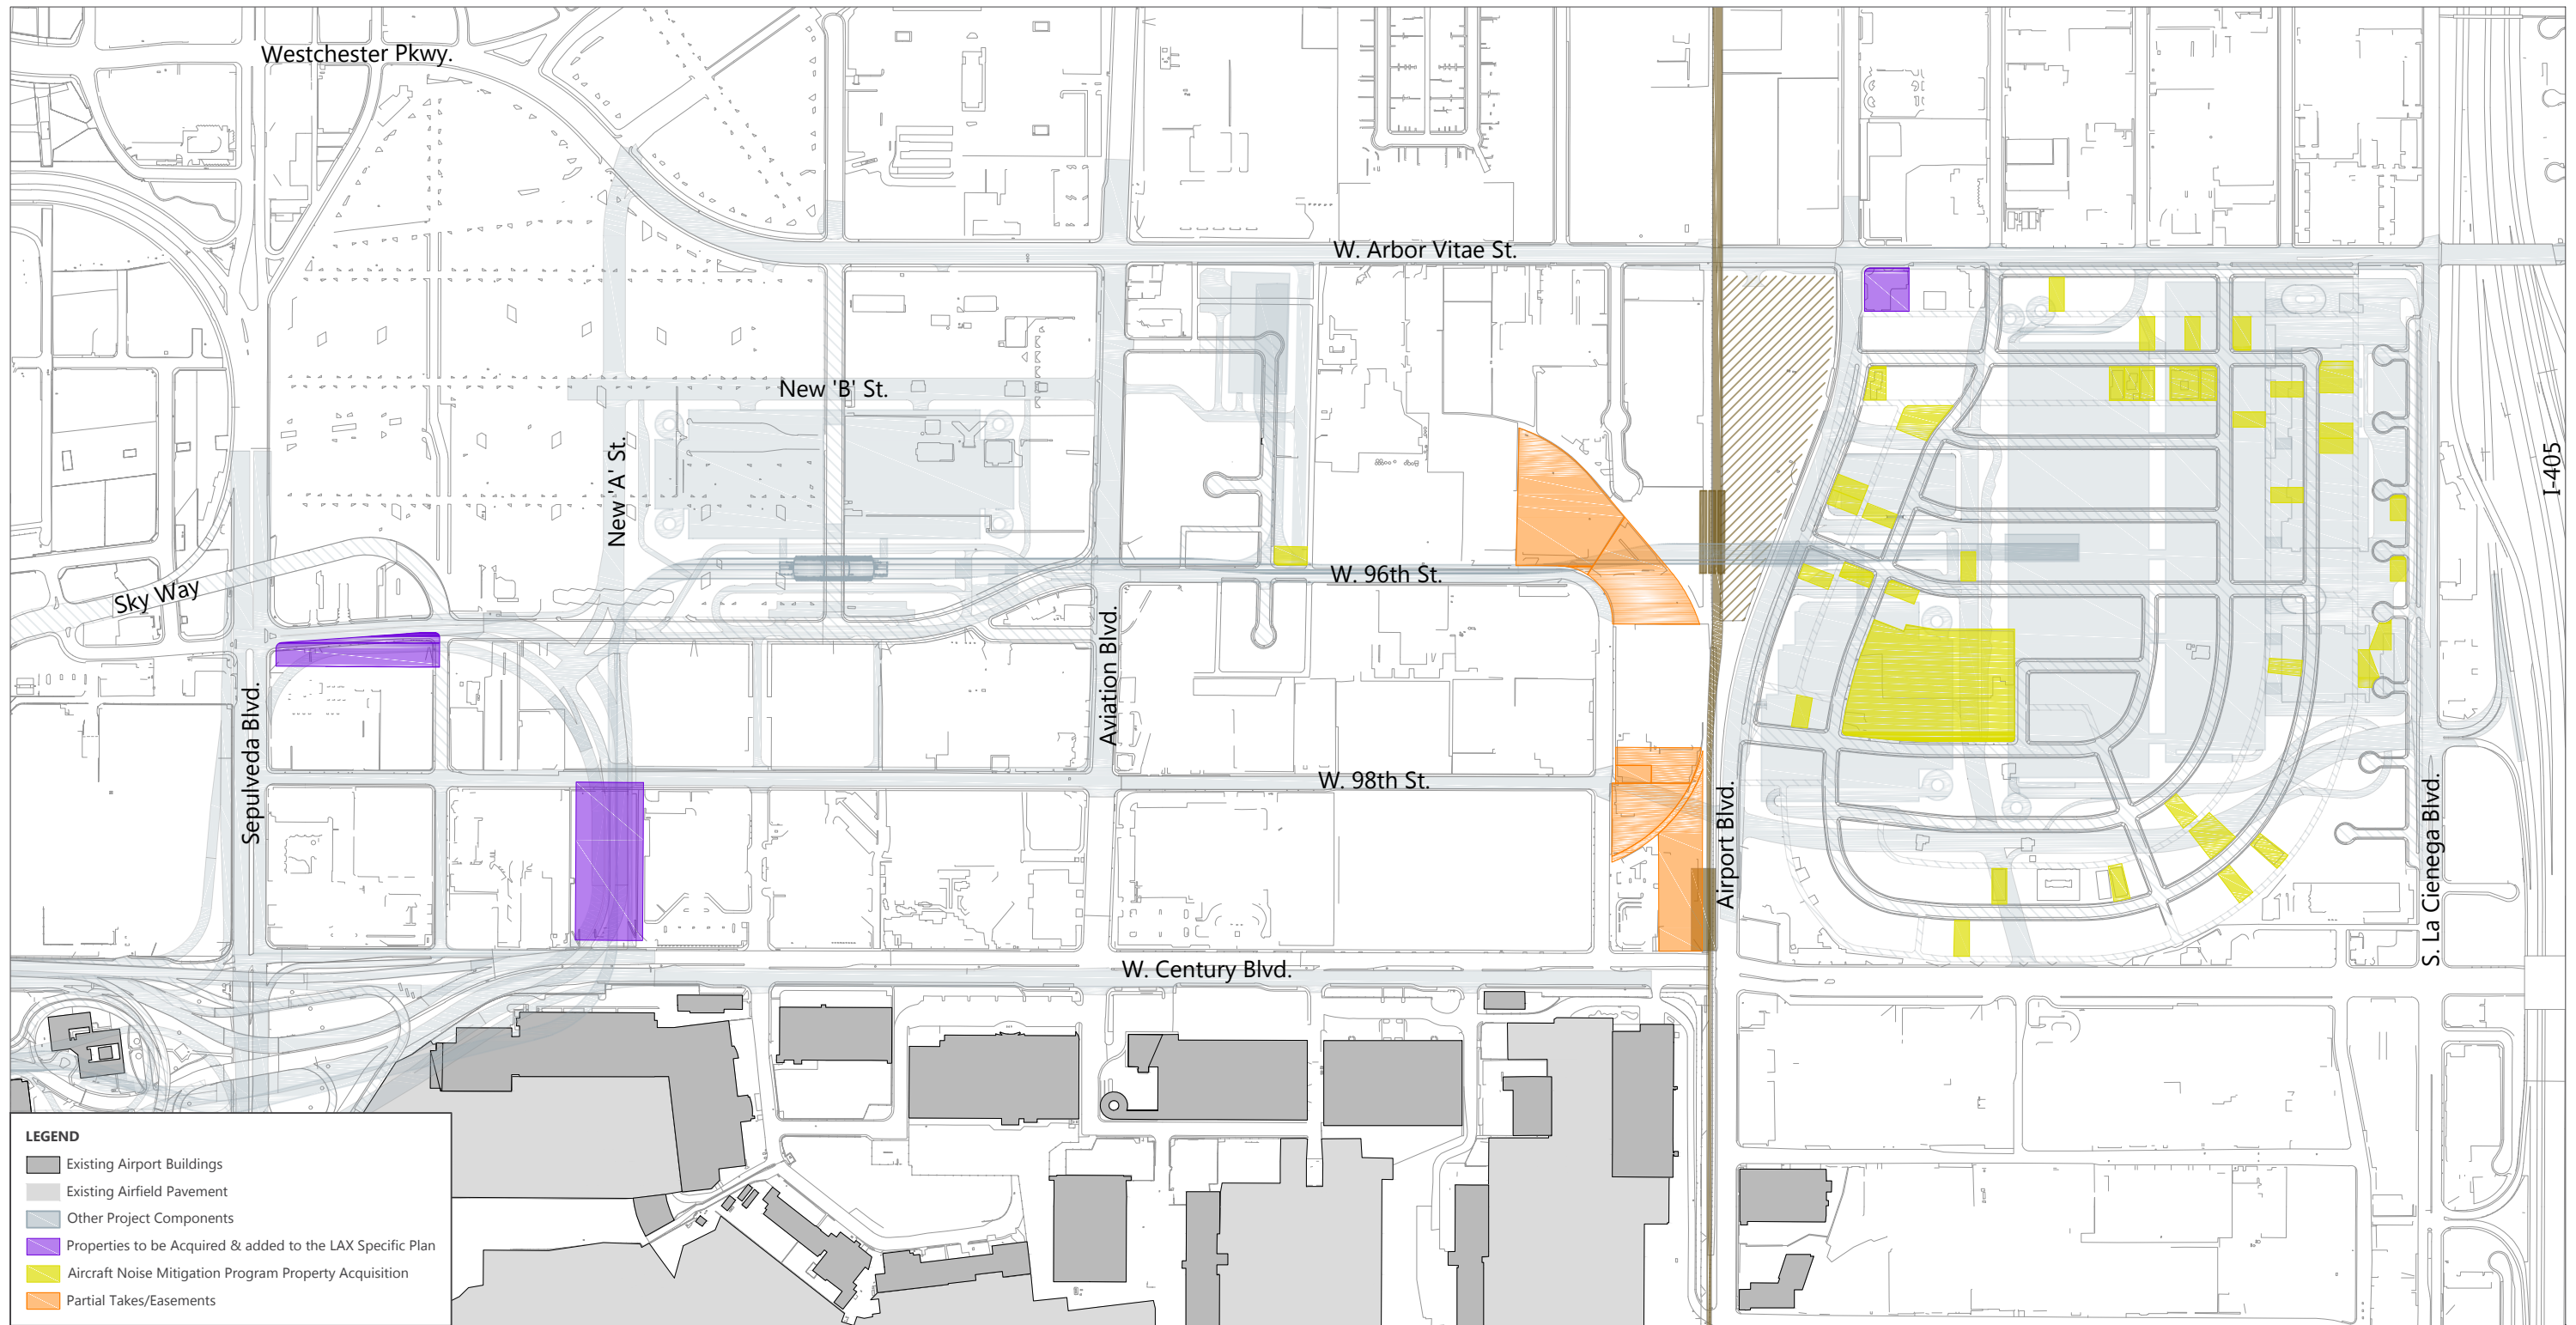 Westchester Pkwy.
W. Arbor Vitae St.
New 'B' St.
New 'A' St.
I-405
W. 96th St.
Sky Way
Aviation Blvd.
Sepulveda Blvd.
W. 98th St.
Airport Blvd.
S. La Cienega Blvd.
W. Century Blvd.
LEGEND
Existing Airport Buildings
Existing Airfield Pavement
Other Project Components
Properties to be Acquired & added to the LAX Specific Plan
Aircraft Noise Mitigation Program Property Acquisition
Partial Takes/Easements